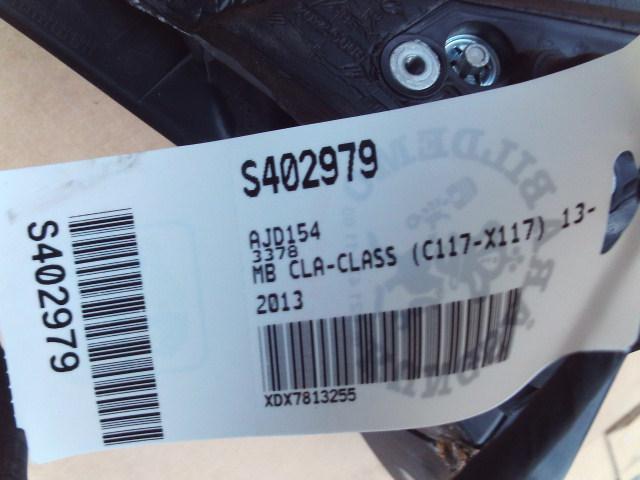 S402979
AJD154
3378
MB CLA-CLASS (C117-X117) 13-
2013
XDX7813255
S402979